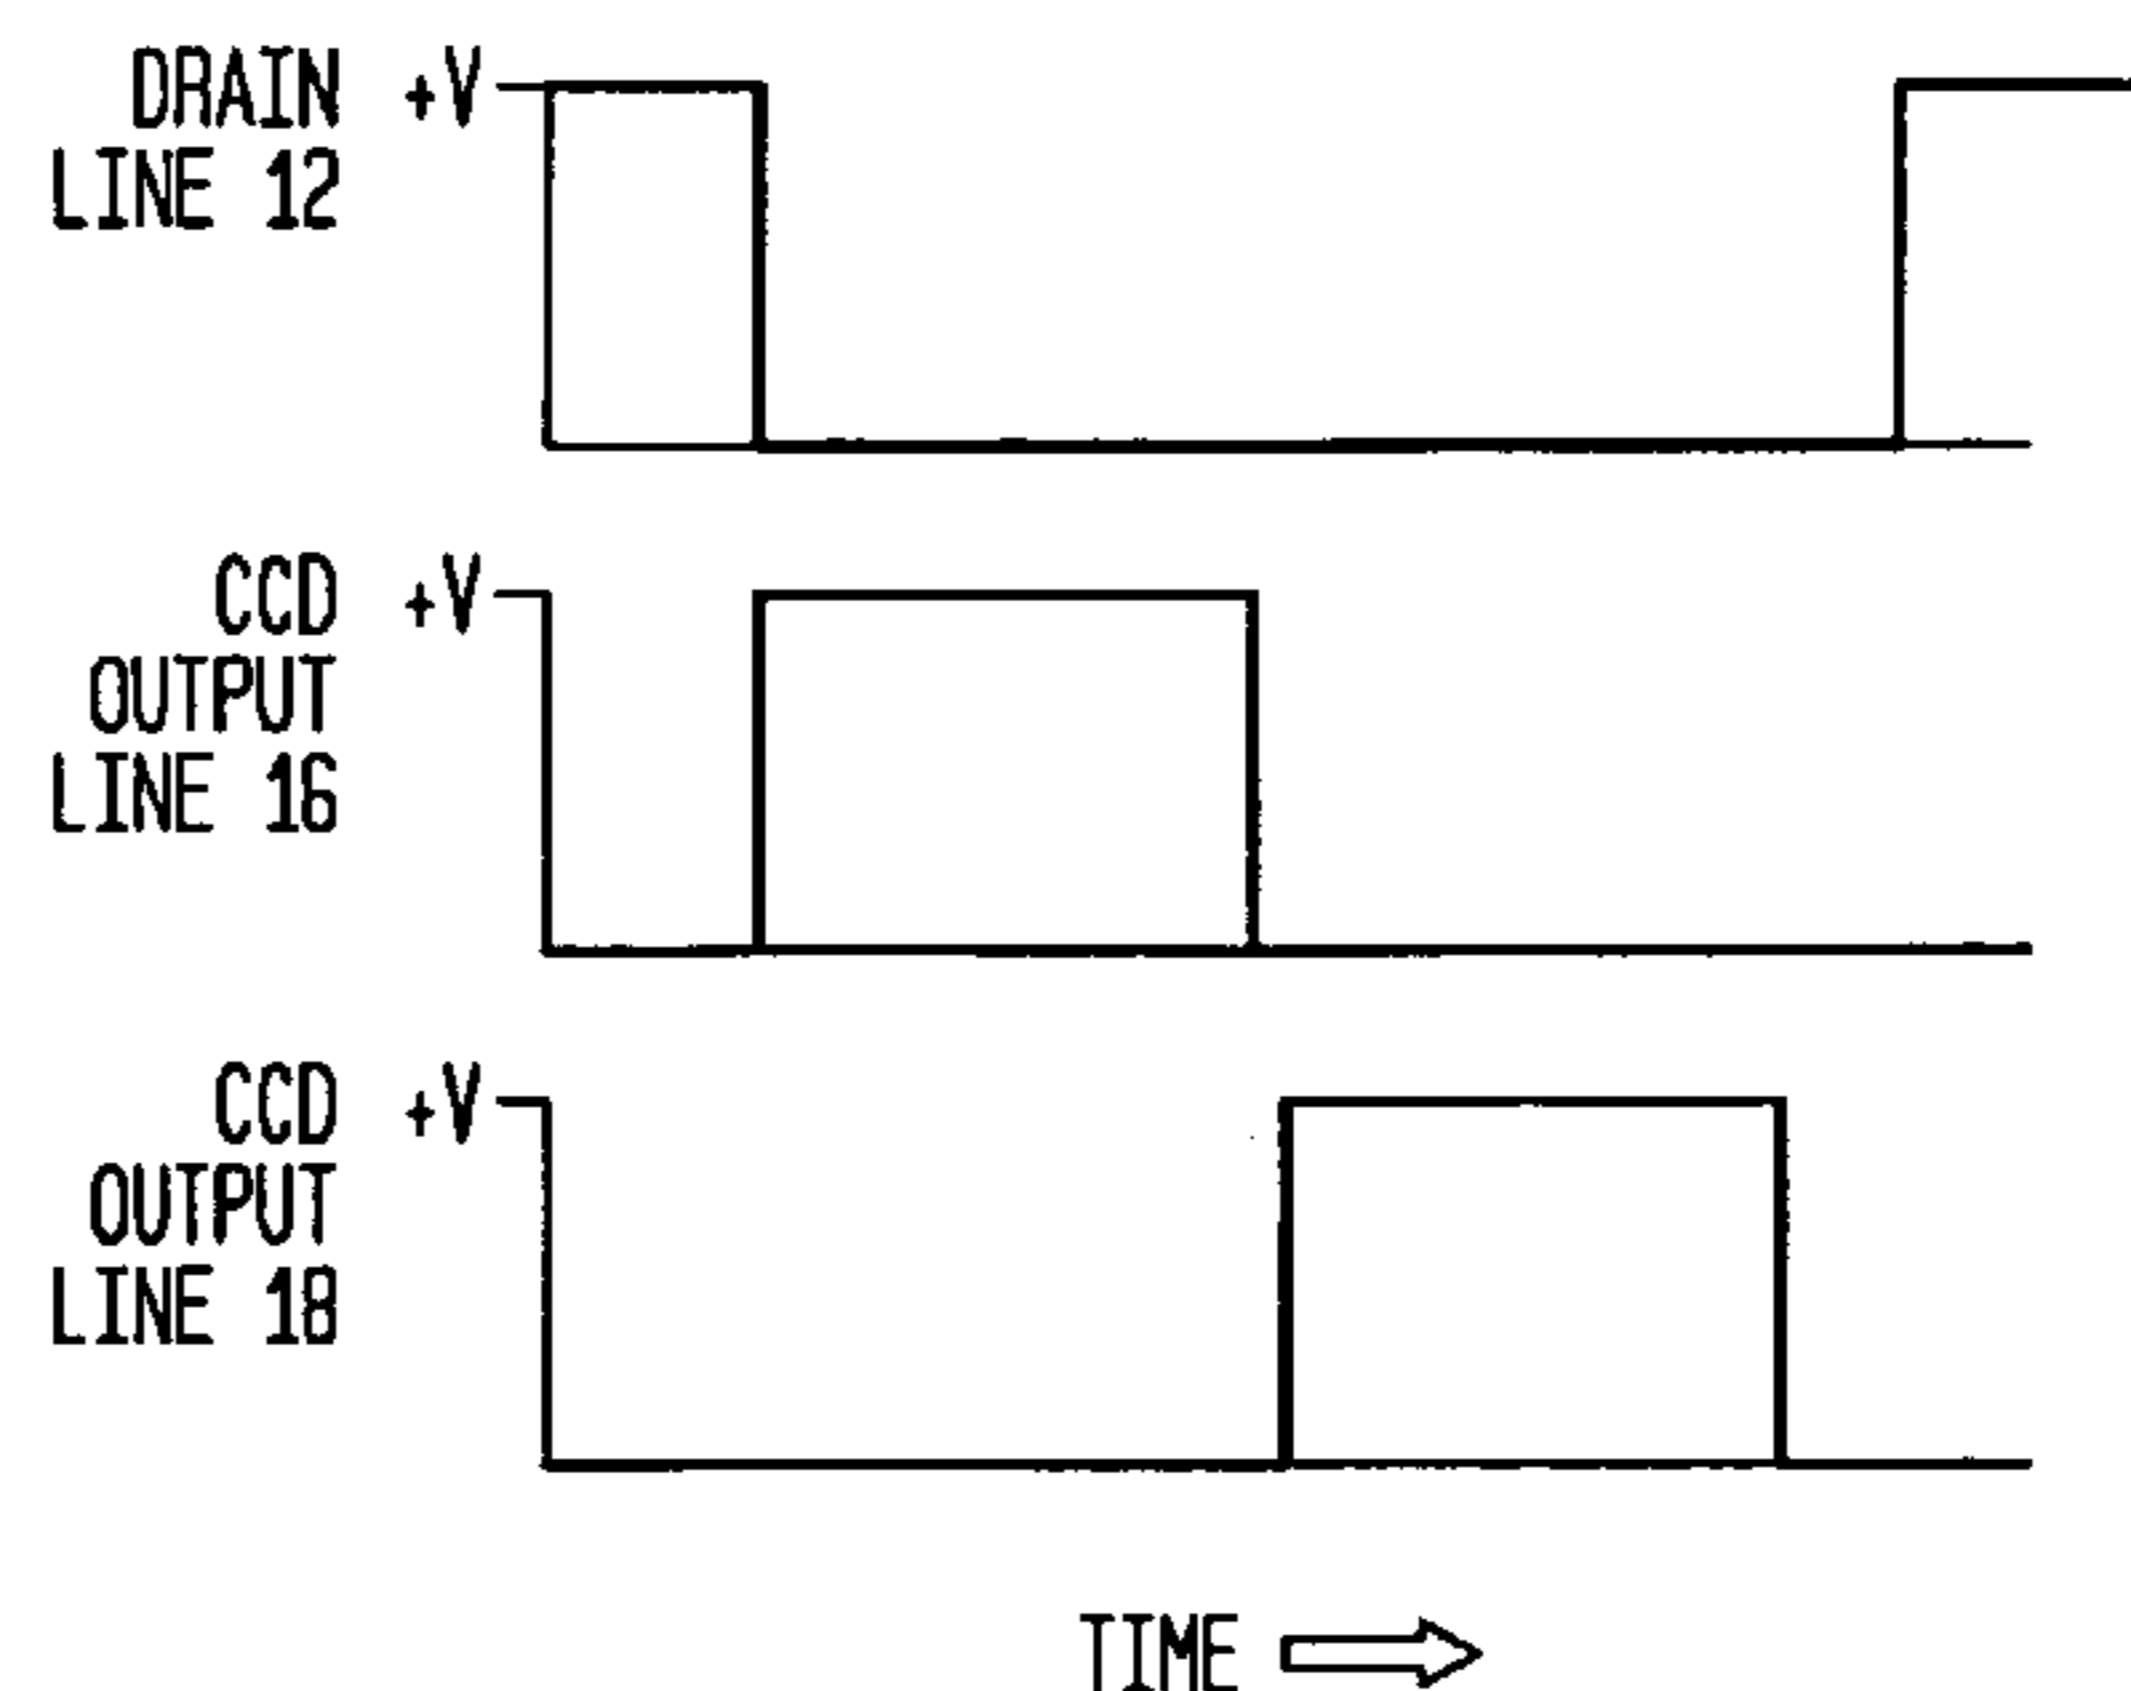 DRAIN +V
LINE 12
CCD +V
OUTPUT
LINE 16
CCD +V
OUTPUT
LINE 18
TIME